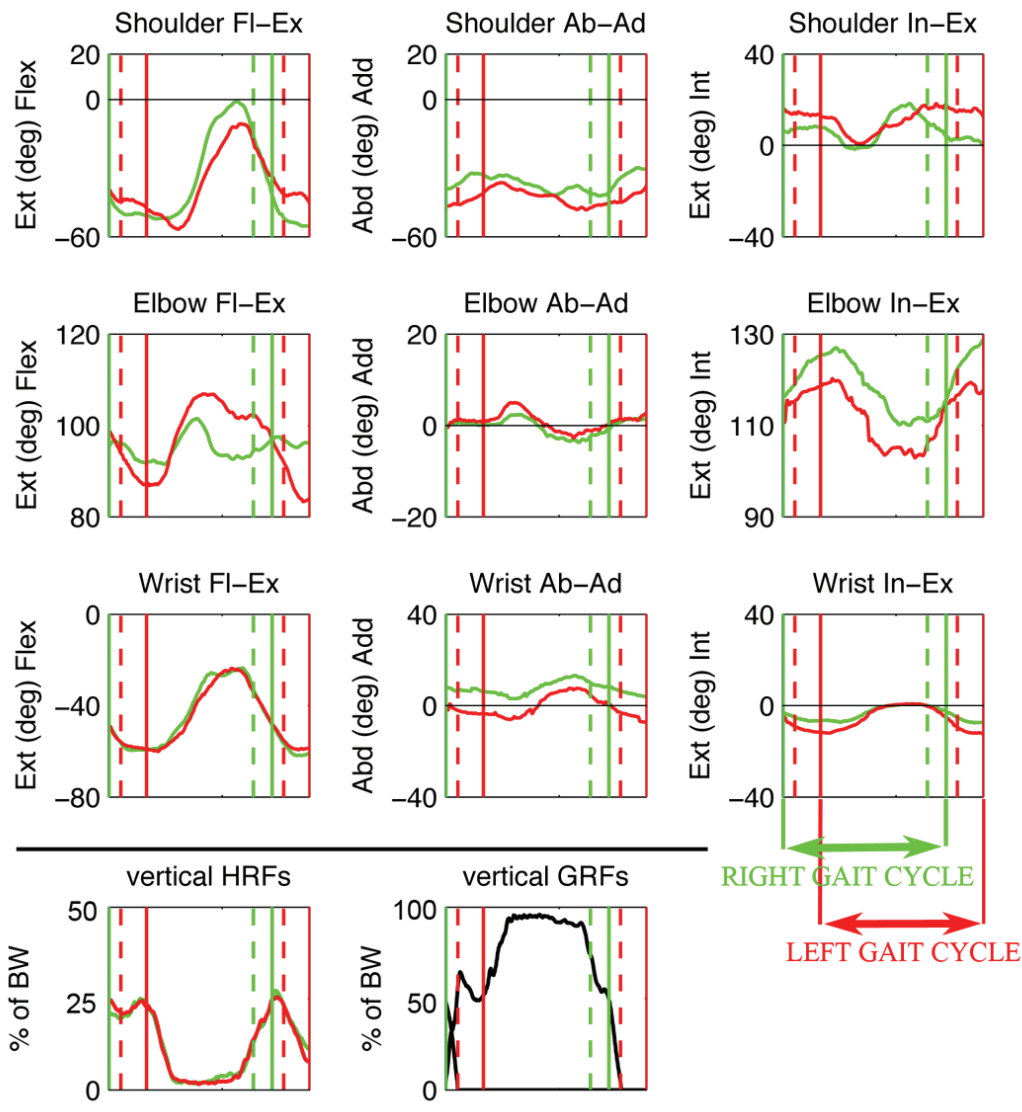 Shoulder Fl−Ex
Shoulder Ab−Ad
Shoulder In−Ex
Ext (deg) Flex
20
0
−60
Abd (deg) Add
20
0
−60
Ext (deg) Int
40
0
−40
Elbow Fl−Ex
Elbow Ab−Ad
Elbow In−Ex
Ext (deg) Flex
120
100
80
Abd (deg) Add
20
0
−20
Ext (deg) Int
130
110
90
Wrist Fl−Ex
Wrist Ab−Ad
Wrist In−Ex
Ext (deg) Flex
0
−40
−80
Abd (deg) Add
40
0
−40
Ext (deg) Int
40
0
−40
RIGHT GAIT CYCLE
LEFT GAIT CYCLE
vertical HRFs
vertical GRFs
% of BW
50
25
0
% of BW
100
50
0